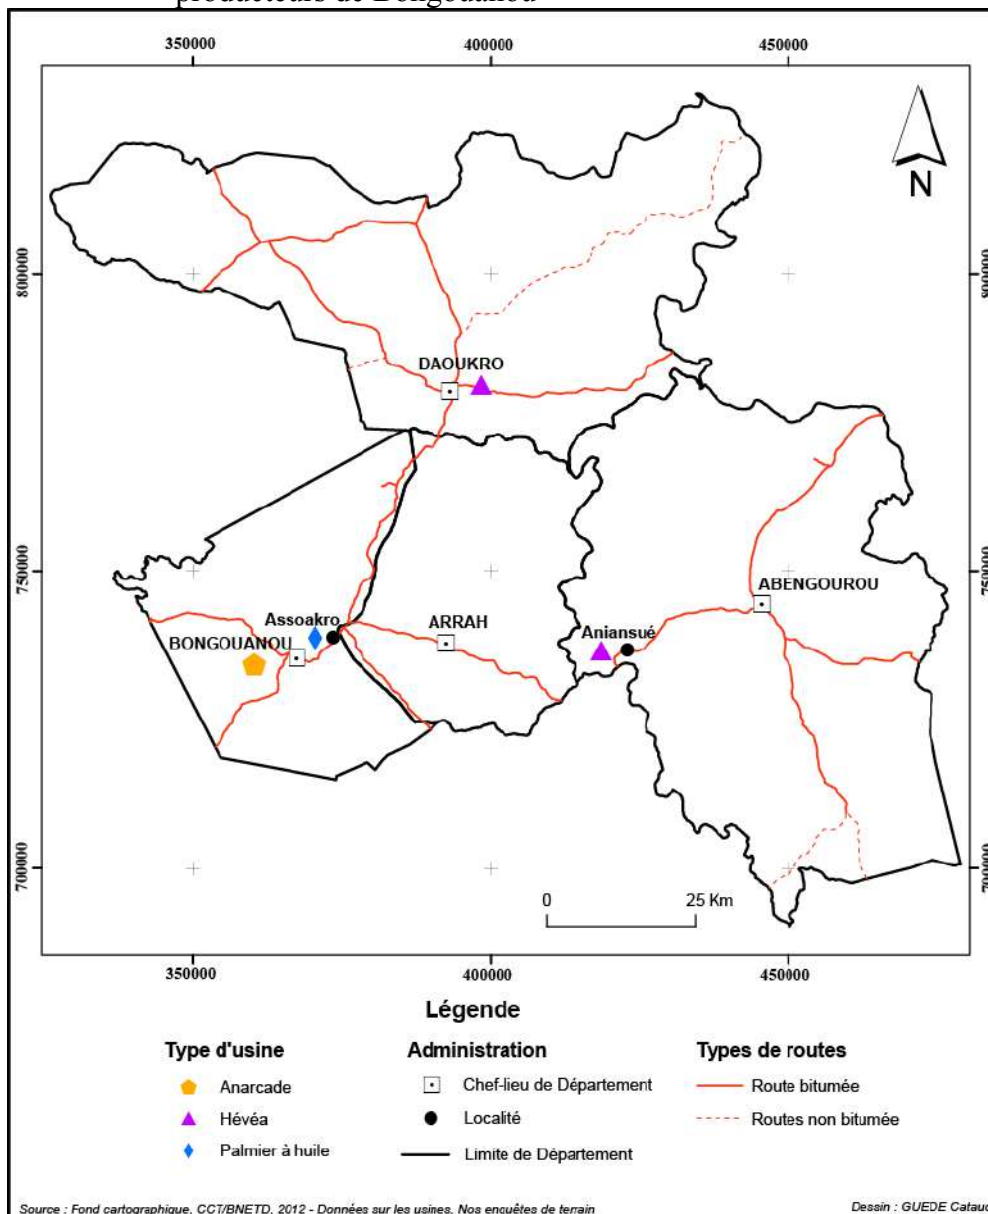 producteurs de Bongouanou
350000 400000 450000
N
800000 800000
DAOUKRO
750000 750000
ABENGOUROU
Assoakro
ARRAH
Aniansué
BONGOUANOU
700000 700000
0 25 Km
350000 400000 450000
Légende
Type d'usine
Anarcade
Hévéa
Palmier à huile
Administration
Chef-lieu de Département
Localité
Limite de Département
Types de routes
Route bitumée
Routes non bitumée
Source : Fond cartographique, CCT/BNETD, 2012 - Données sur les usines, Nos enquêtes de terrain
Dessin : GUEDE Cataud